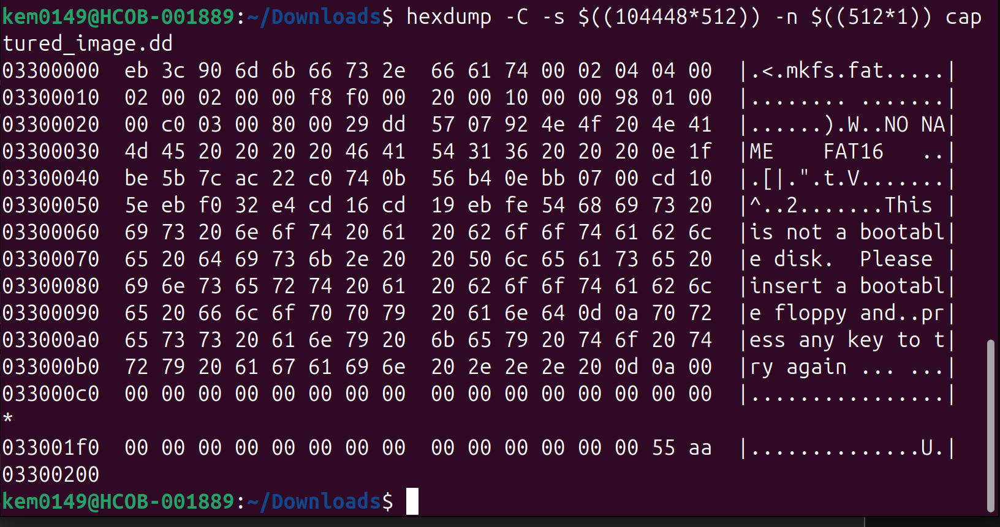 kem0149@HCOB-001889:~/Downloads$ hexdump -C -s $((104448*512)) -n $((512*1)) cap
tured_image.dd
03300000  eb 3c 90 6d 6b 66 73 2e  66 61 74 00 02 04 04 00  |.<.mkfs.fat.....|
03300010  02 00 02 00 00 f8 f0 00  20 00 10 00 00 98 01 00  |........ .......|
03300020  00 c0 03 00 80 00 29 dd  57 07 92 4e 4f 20 4e 41  |......).W..NO NA|
03300030  4d 45 20 20 20 20 46 41  54 31 36 20 20 20 0e 1f  |ME    FAT16   ..|
03300040  be 5b 7c ac 22 c0 74 0b  56 b4 0e bb 07 00 cd 10  |.[|.".t.V.......|
03300050  5e eb f0 32 e4 cd 16 cd  19 eb fe 54 68 69 73 20  |^..2.......This |
03300060  69 73 20 6e 6f 74 20 61  20 62 6f 6f 74 61 62 6c  |is not a bootabl|
03300070  65 20 64 69 73 6b 2e 20  20 50 6c 65 61 73 65 20  |e disk.  Please |
03300080  69 6e 73 65 72 74 20 61  20 62 6f 6f 74 61 62 6c  |insert a bootabl|
03300090  65 20 66 6c 6f 70 70 79  20 61 6e 64 0d 0a 70 72  |e floppy and..pr|
033000a0  65 73 73 20 61 6e 79 20  6b 65 79 20 74 6f 20 74  |ess any key to t|
033000b0  72 79 20 61 67 61 69 6e  20 2e 2e 2e 20 0d 0a 00  |ry again ... ...|
033000c0  00 00 00 00 00 00 00 00  00 00 00 00 00 00 00 00  |................|
*
033001f0  00 00 00 00 00 00 00 00  00 00 00 00 00 00 55 aa  |..............U.|
03300200
kem0149@HCOB-001889:~/Downloads$